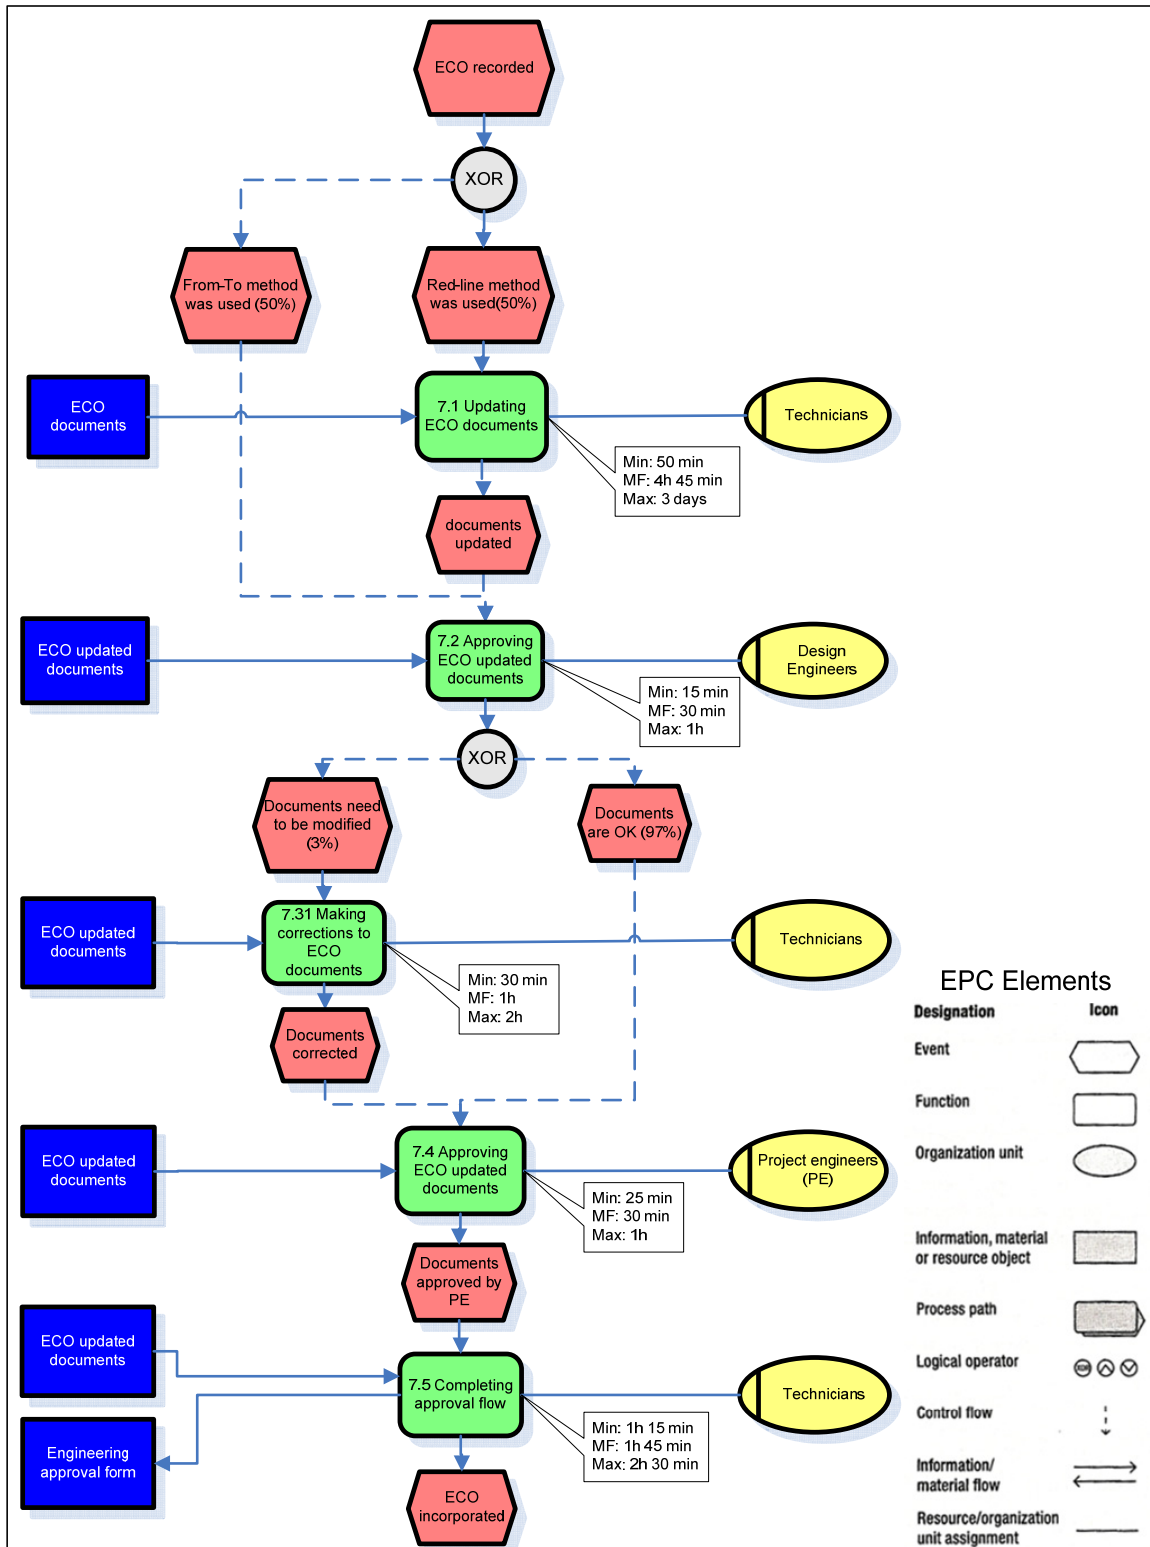 ECO recorded
XOR
From-To method
was used (50%)
Red-line method
was used(50%)
ECO
documents
7.1 Updating
ECO documents
Technicians
Min: 50 min
MF: 4h 45 min
Max: 3 days
documents
updated
ECO updated
documents
7.2 Approving
ECO updated
documents
Design
Engineers
Min: 15 min
MF: 30 min
Max: 1h
XOR
Documents need
to be modified
(3%)
Documents
are OK (97%)
ECO updated
documents
7.31 Making
corrections to
ECO
documents
Technicians
Min: 30 min
MF: 1h
Max: 2h
Documents
corrected
ECO updated
documents
7.4 Approving
ECO updated
documents
Project engineers
(PE)
Min: 25 min
MF: 30 min
Max: 1h
Documents
approved by
PE
ECO updated
documents
7.5 Completing
approval flow
Technicians
Min: 1h 15 min
MF: 1h 45 min
Max: 2h 30 min
Engineering
approval form
ECO
incorporated
EPC Elements
Designation Icon
Event
Function
Organization unit
Information, material
or resource object
Process path
Logical operator
XOR
Control flow
Information/
material flow
Resource/organization
unit assignment